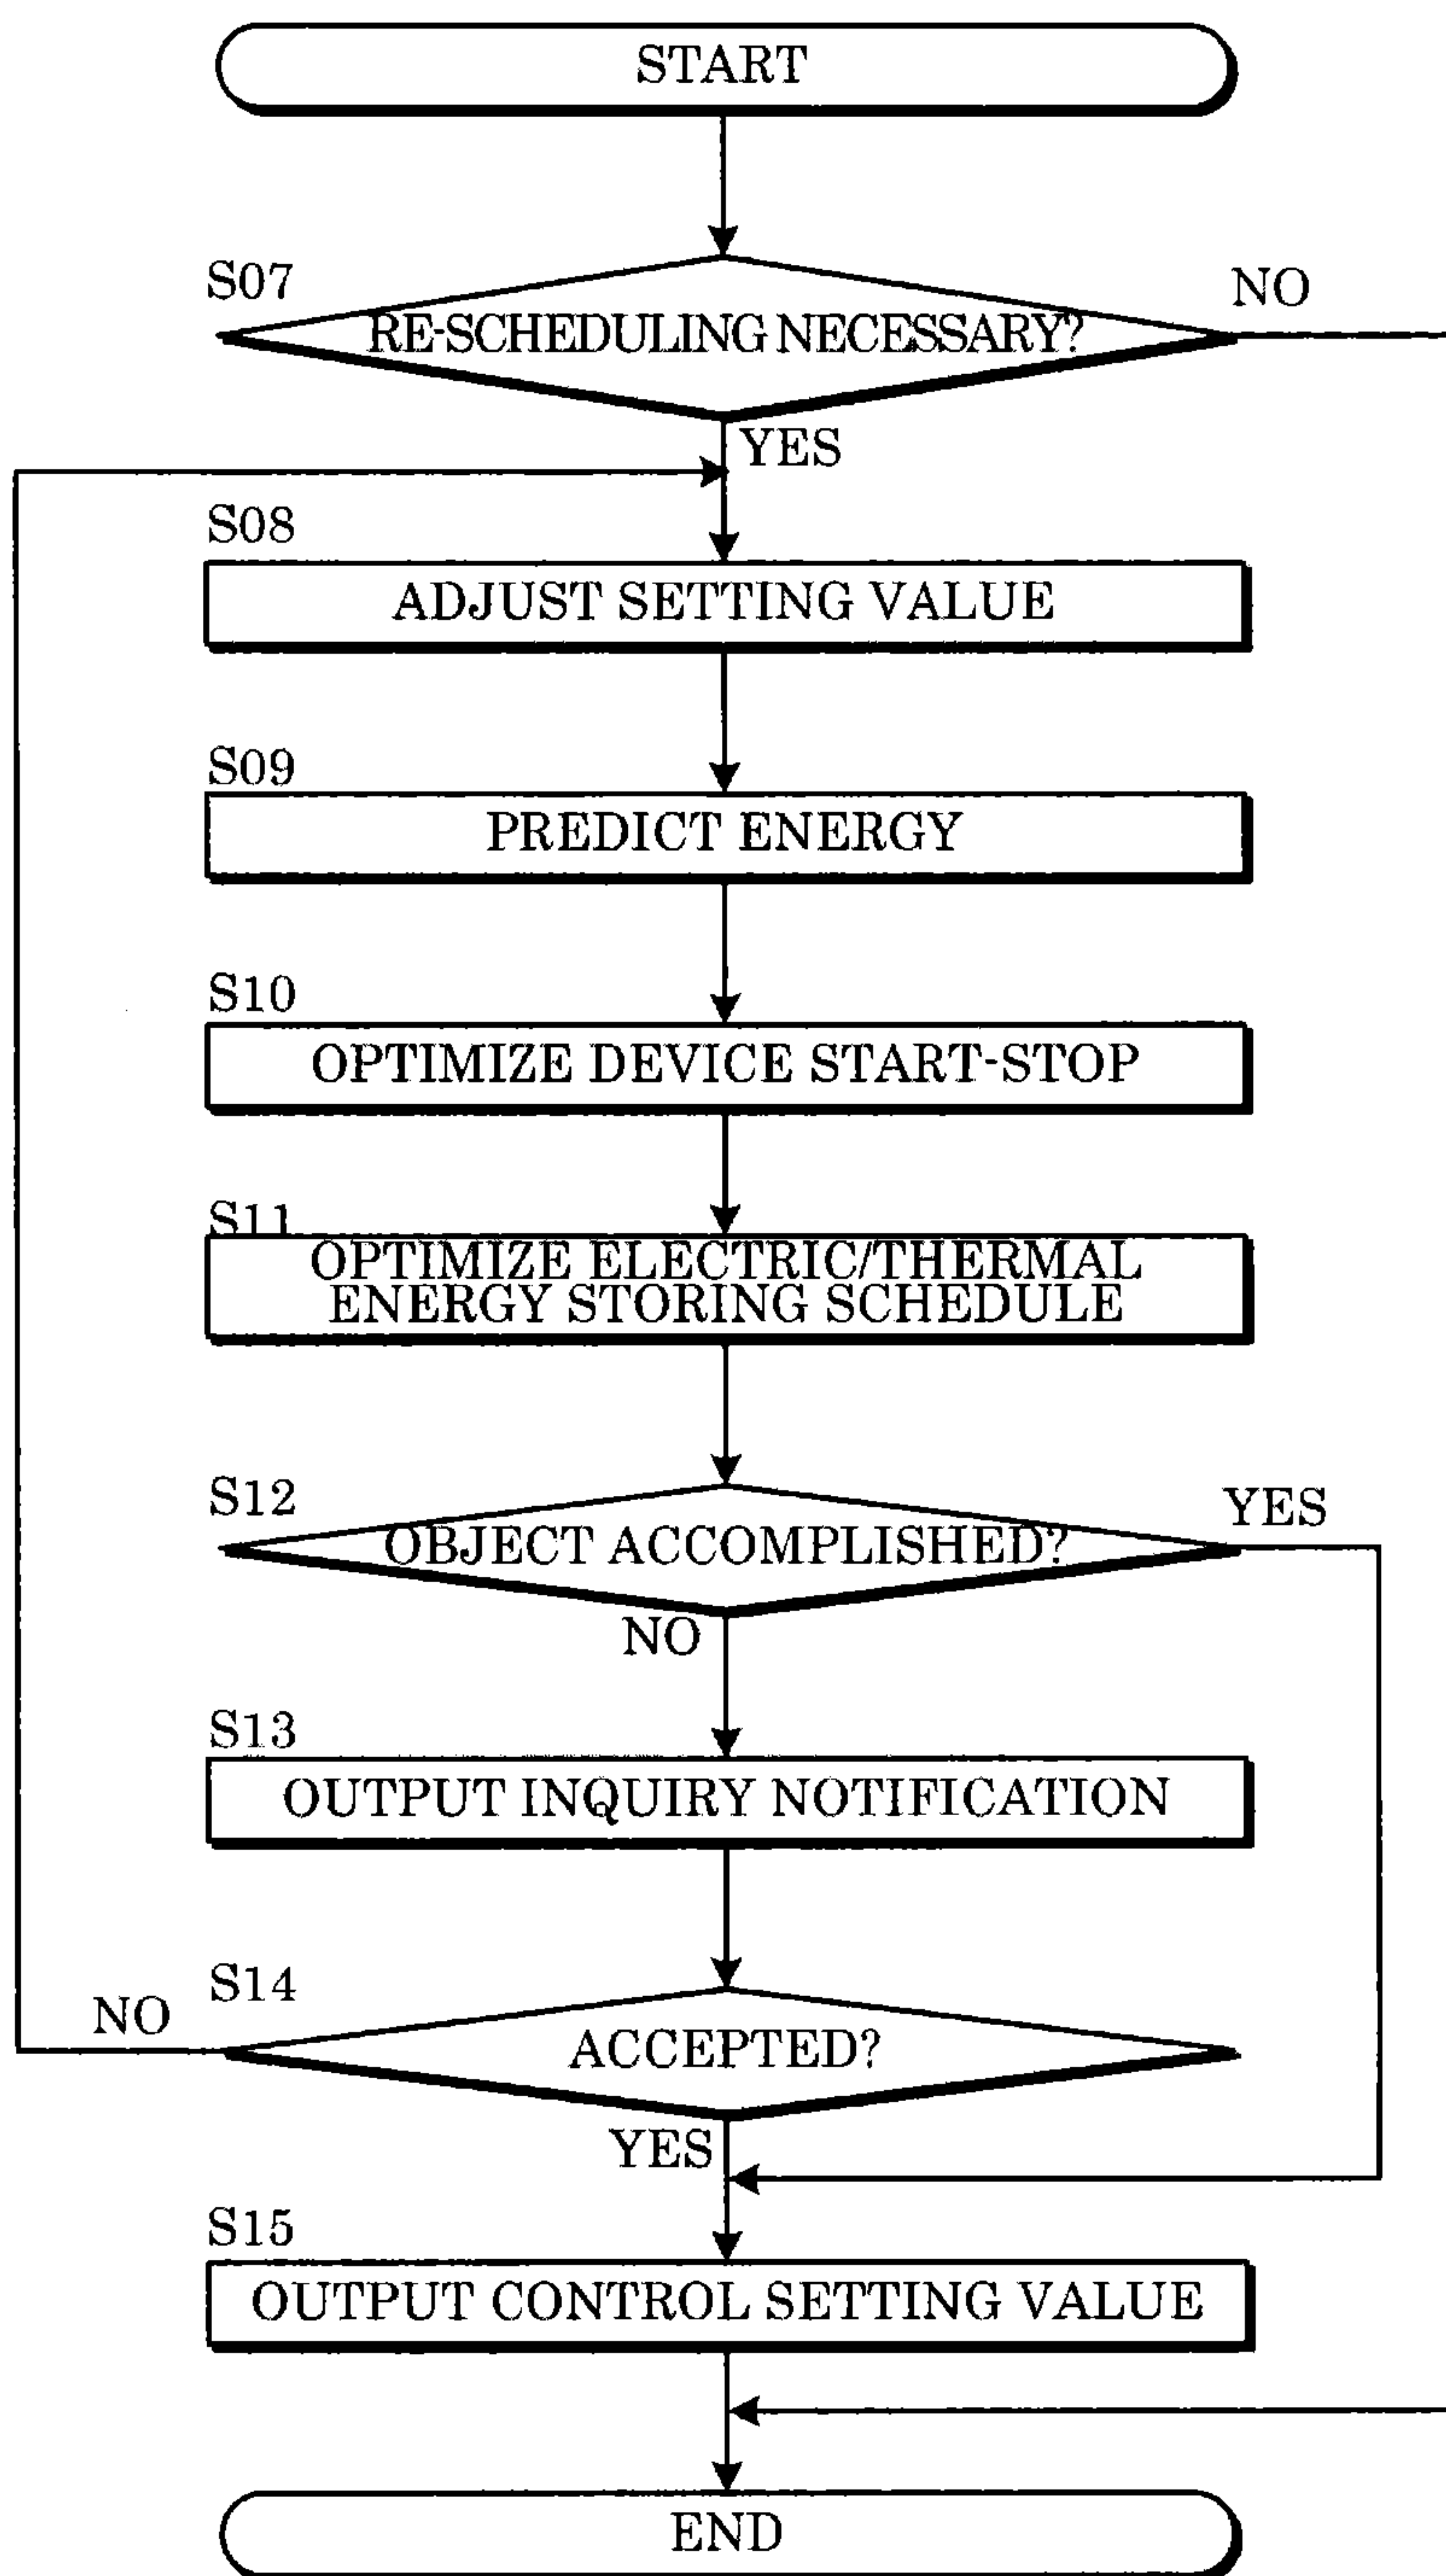 START
S07
NO
RE-SCHEDULING NECESSARY?
YES
S08
ADJUST SETTING VALUE
S09
PREDICT ENERGY
S10
OPTIMIZE DEVICE START-STOP
S11
OPTIMIZE ELECTRIC/THERMAL
ENERGY STORING SCHEDULE
S12
YES
OBJECT ACCOMPLISHED?
NO
S13
OUTPUT INQUIRY NOTIFICATION
S14
NO
ACCEPTED?
YES
S15
OUTPUT CONTROL SETTING VALUE
END